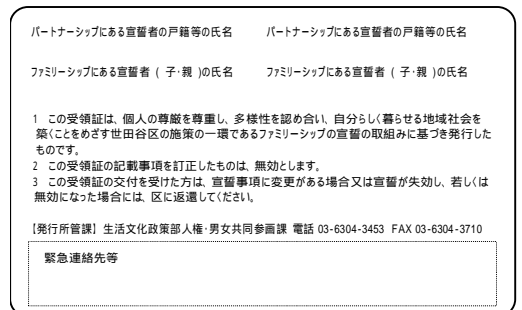 パートナーシップにある宣誓者の戸籍等の氏名　　パートナーシップにある宣誓者の戸籍等の氏名
ファミリーシップにある宣誓者 ( 子・親 )の氏名　　ファミリーシップにある宣誓者 ( 子・親 )の氏名
1 この受領証は、個人の尊厳を尊重し、多様性を認め合い、自分らしく暮らせる地域社会を
築くことをめざす世田谷区の施策の一環であるファミリーシップの宣誓の取組みに基づき発行した
ものです。
2 この受領証の記載事項を訂正したものは、無効とします。
3 この受領証の交付を受けた方は、宣誓事項に変更がある場合又は宣誓が失効し、若しくは
無効になった場合には、区に返還してください。
【発行所管課】 生活文化政策部人権・男女共同参画課 電話 03-6304-3453 FAX 03-6304-3710
緊急連絡先等